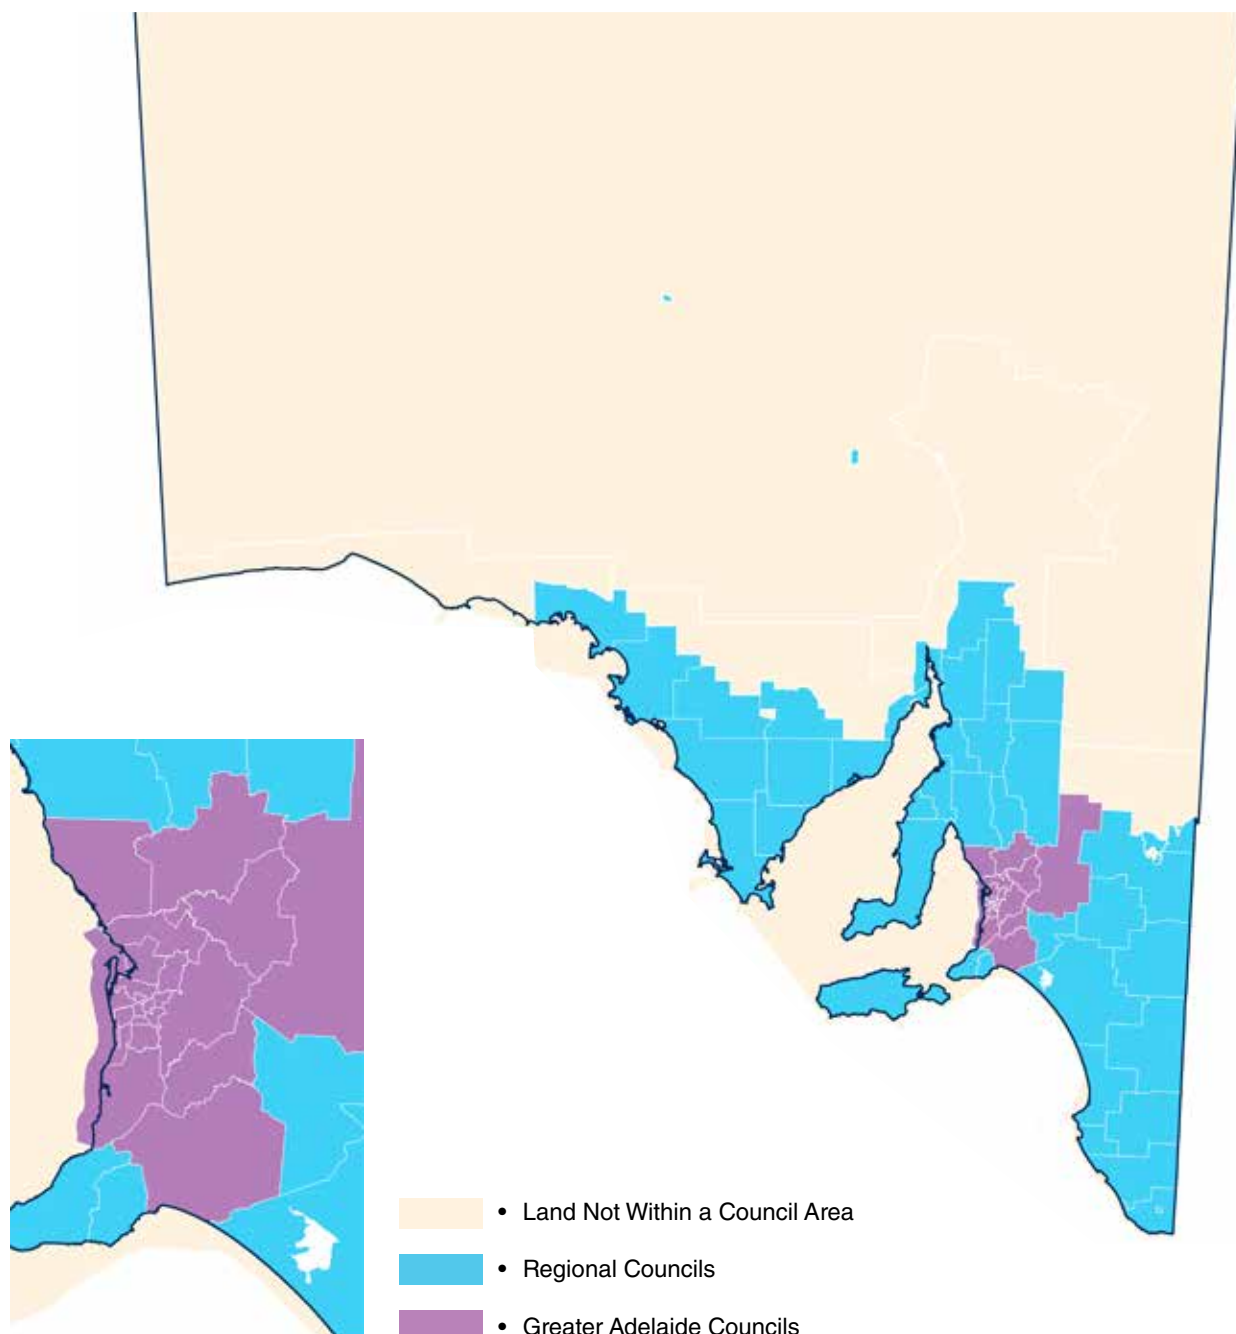 • Land Not Within a Council Area
• Regional Councils
• Greater Adelaide Councils